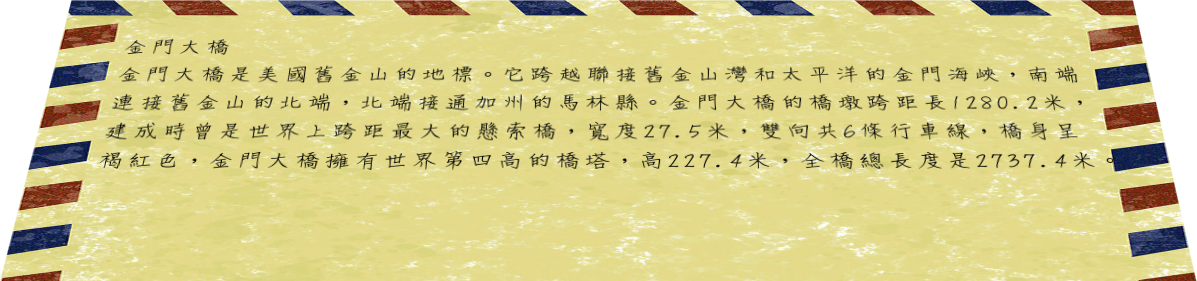 金門大橋
金門大橋是美國舊金山的地標。它跨越聯接舊金山灣和太平洋的金門海峽，南端
連接舊金山的北端，北端接通加州的馬林縣。金門大橋的橋墩跨距長1280.2米，
建成時曾是世界上跨距最大的懸索橋，寬度27.5米，雙向共6條行車線，橋身呈
褐紅色，金門大橋擁有世界第四高的橋塔，高227.4米，全橋總長度是2737.4米。